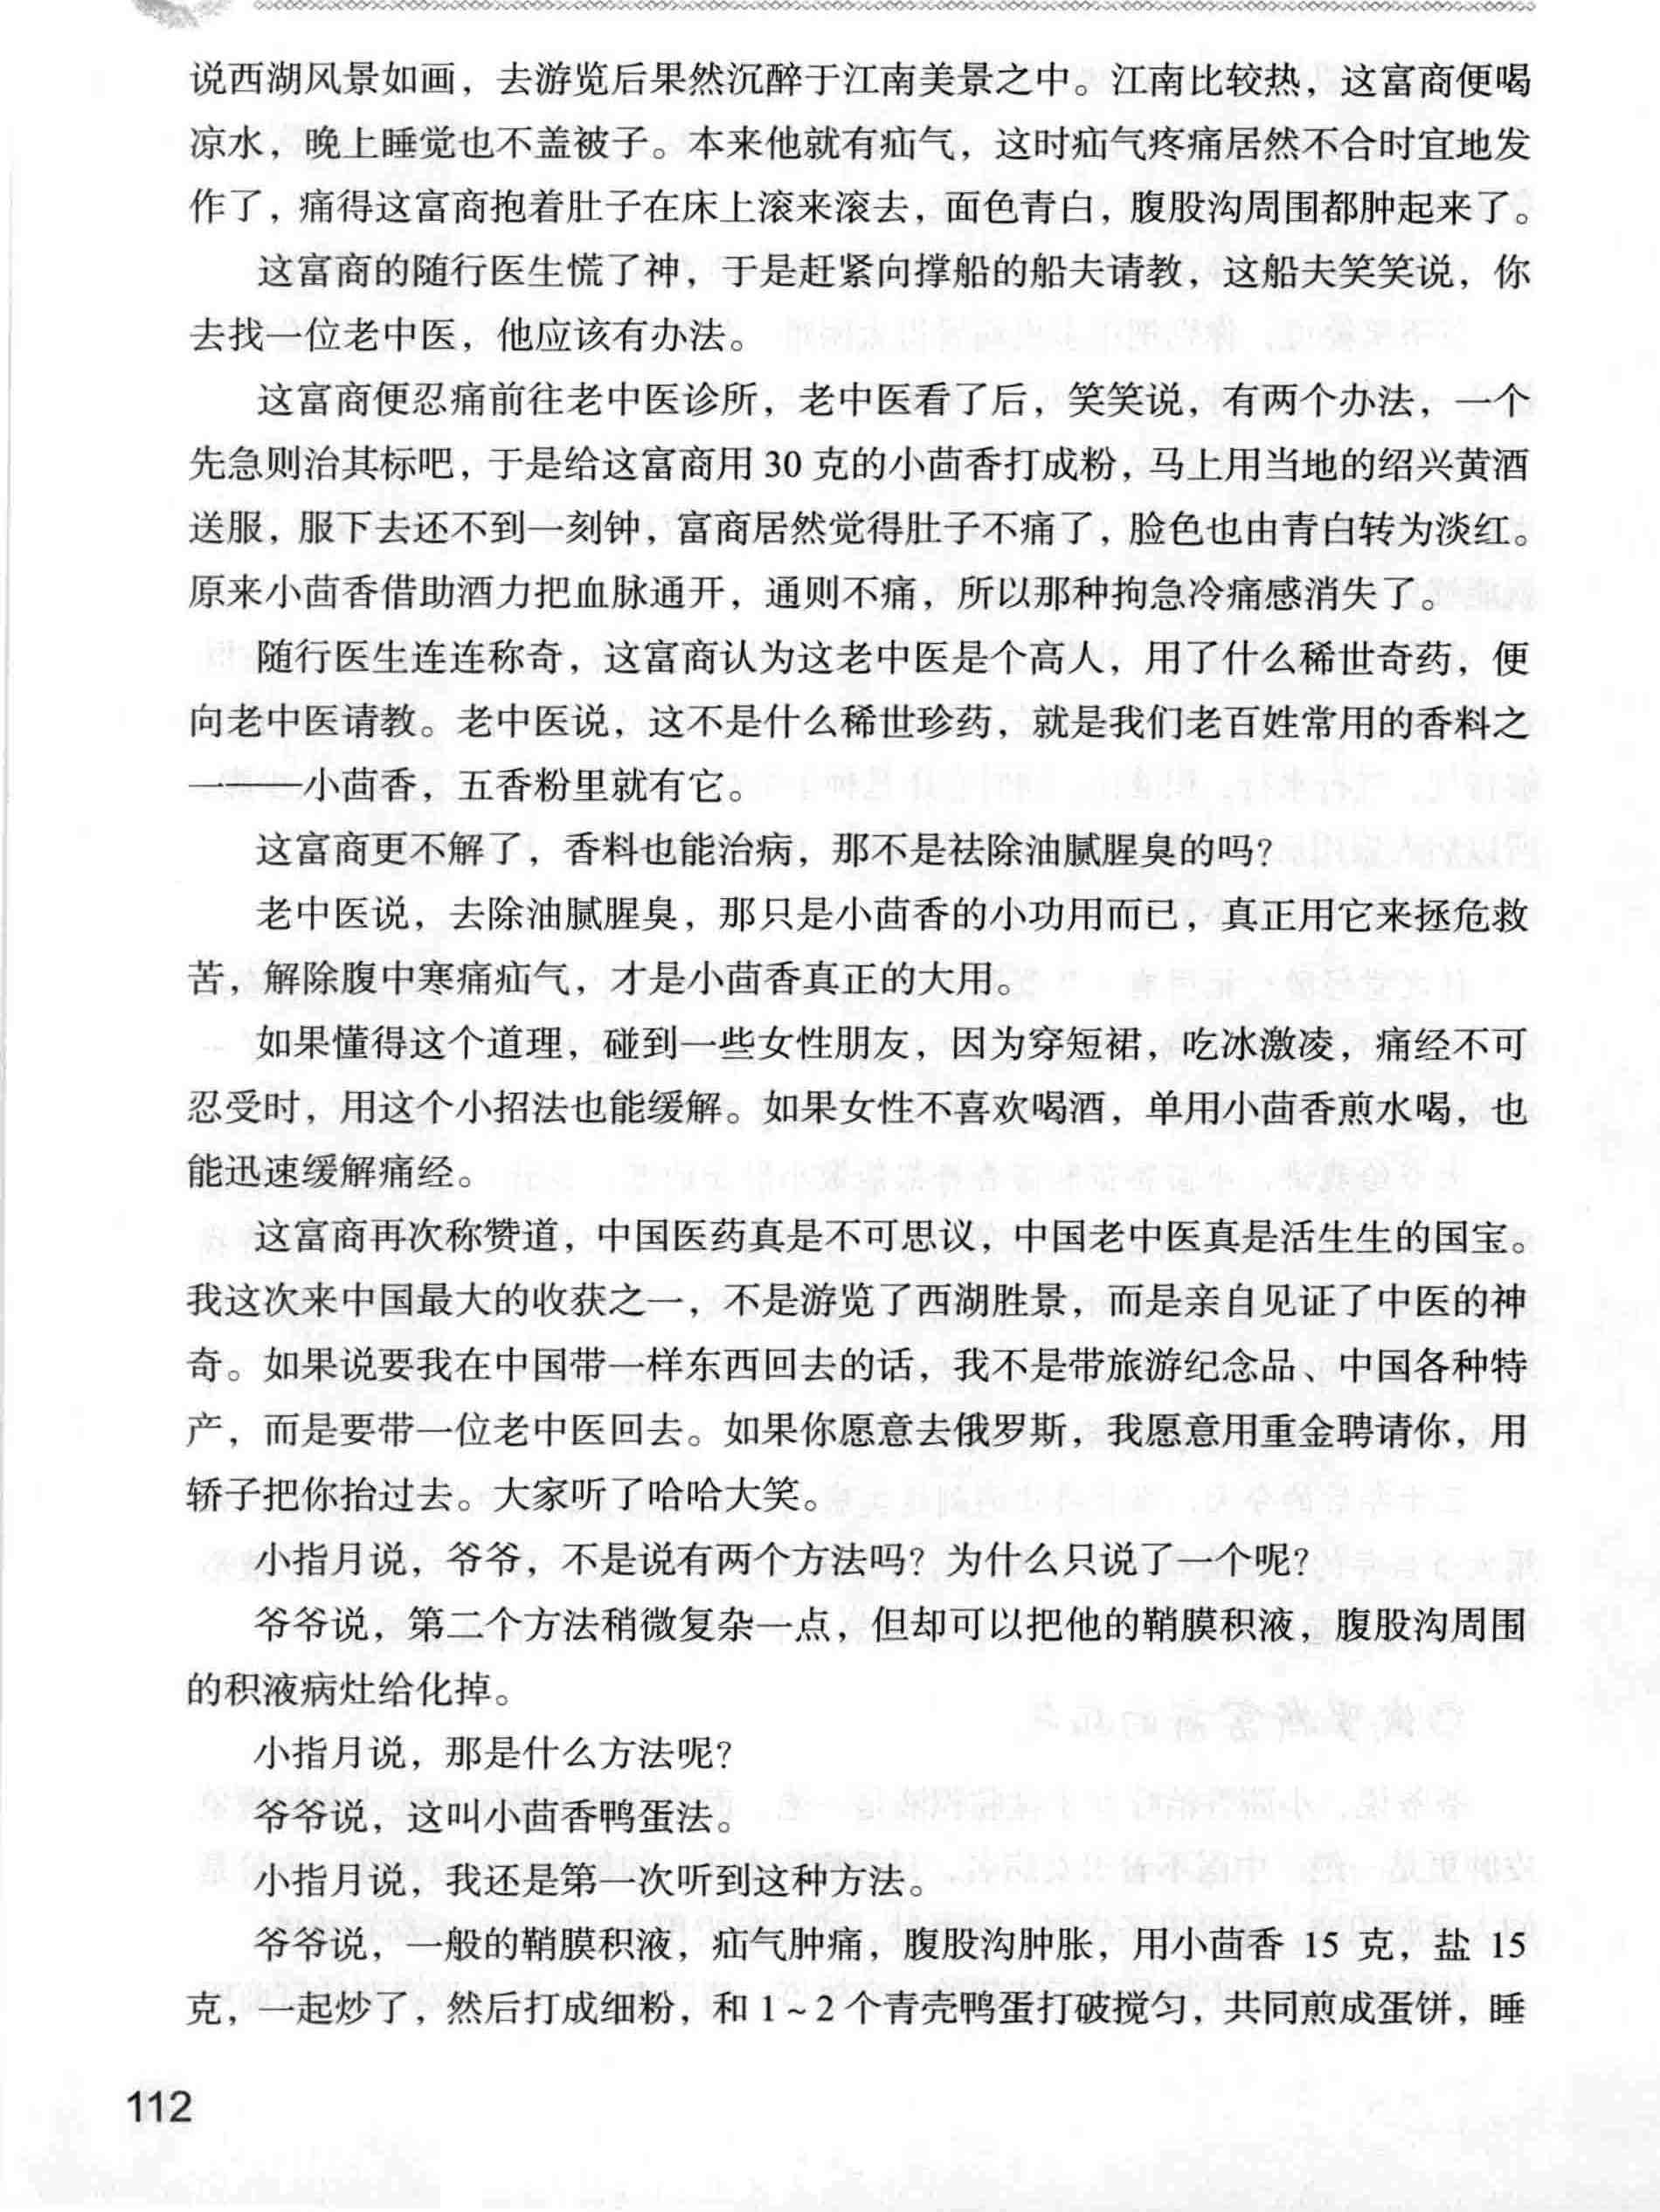 说西湖风景如画，去游览后果然沉醉于江南美景之中。江南比较热，这富商便喝
凉水，晚上睡觉也不盖被子。本来他就有疝气，这时疝气疼痛居然不合时宜地发
作了，痛得这富商抱着肚子在床上滚来滚去，面色青白，腹股沟周围都肿起来了。
这富商的随行医生慌了神，于是赶紧向撑船的船夫请教，这船夫笑笑说，你
去找一位老中医，他应该有办法。
这富商便忍痛前往老中医诊所，老中医看了后，笑笑说，有两个办法，一个
先急则治其标吧，于是给这富商用 30 克的小茴香打成粉，马上用当地的绍兴黄酒
送服，服下去还不到一刻钟，富商居然觉得肚子不痛了，脸色也由青白转为淡红。
原来小茴香借助酒力把血脉通开，通则不痛，所以那种拘急冷痛感消失了。
随行医生连连称奇，这富商认为这老中医是个高人，用了什么稀世奇药，便
向老中医请教。老中医说，这不是什么稀世珍药，就是我们老百姓常用的香料之
一——小茴香，五香粉里就有它。
这富商更不解了，香料也能治病，那不是祛除油腻腥臭的吗？
老中医说，去除油腻腥臭，那只是小茴香的小功用而已，真正用它来拯危救
苦，解除腹中寒痛疝气，才是小茴香真正的大用。
如果懂得这个道理，碰到一些女性朋友，因为穿短裙，吃冰激凌，痛经不可
忍受时，用这个小招法也能缓解。如果女性不喜欢喝酒，单用小茴香煎水喝，也
能迅速缓解痛经。
这富商再次称赞道，中国医药真是不可思议，中国老中医真是活生生的国宝。
我这次来中国最大的收获之一，不是游览了西湖胜景，而是亲自见证了中医的神
奇。如果说要我在中国带一样东西回去的话，我不是带旅游纪念品、中国各种特
产，而是要带一位老中医回去。如果你愿意去俄罗斯，我愿意用重金聘请你，用
轿子把你抬过去。大家听了哈哈大笑。
小指月说，爷爷，不是说有两个方法吗？为什么只说了一个呢？
爷爷说，第二个方法稍微复杂一点，但却可以把他的鞘膜积液，腹股沟周围
的积液病灶给化掉。
小指月说，那是什么方法呢？
爷爷说，这叫小茴香鸭蛋法。
小指月说，我还是第一次听到这种方法。
爷爷说，一般的鞘膜积液，疝气肿痛，腹股沟肿胀，用小茴香 15 克，盐 15
克，一起炒了，然后打成细粉，和 1～2 个青壳鸭蛋打破搅匀，共同煎成蛋饼，睡
112